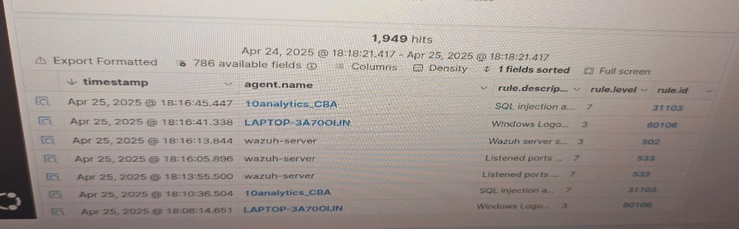 1,949 hits
Apr 24, 2025 @ 18:18:21.417 - Apr 25, 2025 @ 18:18:21.417
Export Formatted 786 available fields Columns Density 1 fields sorted Full screen
timestamp agent.name rule.descrip... rule.level rule.id
Apr 25, 2025 @ 18:16:45.447 10analytics_CBA SQL injection a... 7 31103
Apr 25, 2025 @ 18:16:41.338 LAPTOP-3A70OIJN Windows Logo... 3 60106
Apr 25, 2025 @ 18:16:13.844 wazuh-server Wazuh server s... 3 502
Apr 25, 2025 @ 18:16:05.896 wazuh-server Listened ports ... 7 533
Apr 25, 2025 @ 18:13:55.500 wazuh-server Listened ports ... 7 533
Apr 25, 2025 @ 18:10:36.504 10analytics_CBA SQL injection a... 7 31103
Apr 25, 2025 @ 18:08:14.651 LAPTOP-3A70OIJN Windows Logo... 3 60106